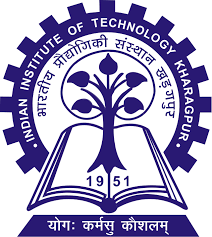 · INDIAN INSTITUTE OF TECHNOLOGY KHARAGPUR ·
भारतीय प्रौद्योगिकी संस्थान खड़गपुर
1951
योगः कर्मसु कौशलम्